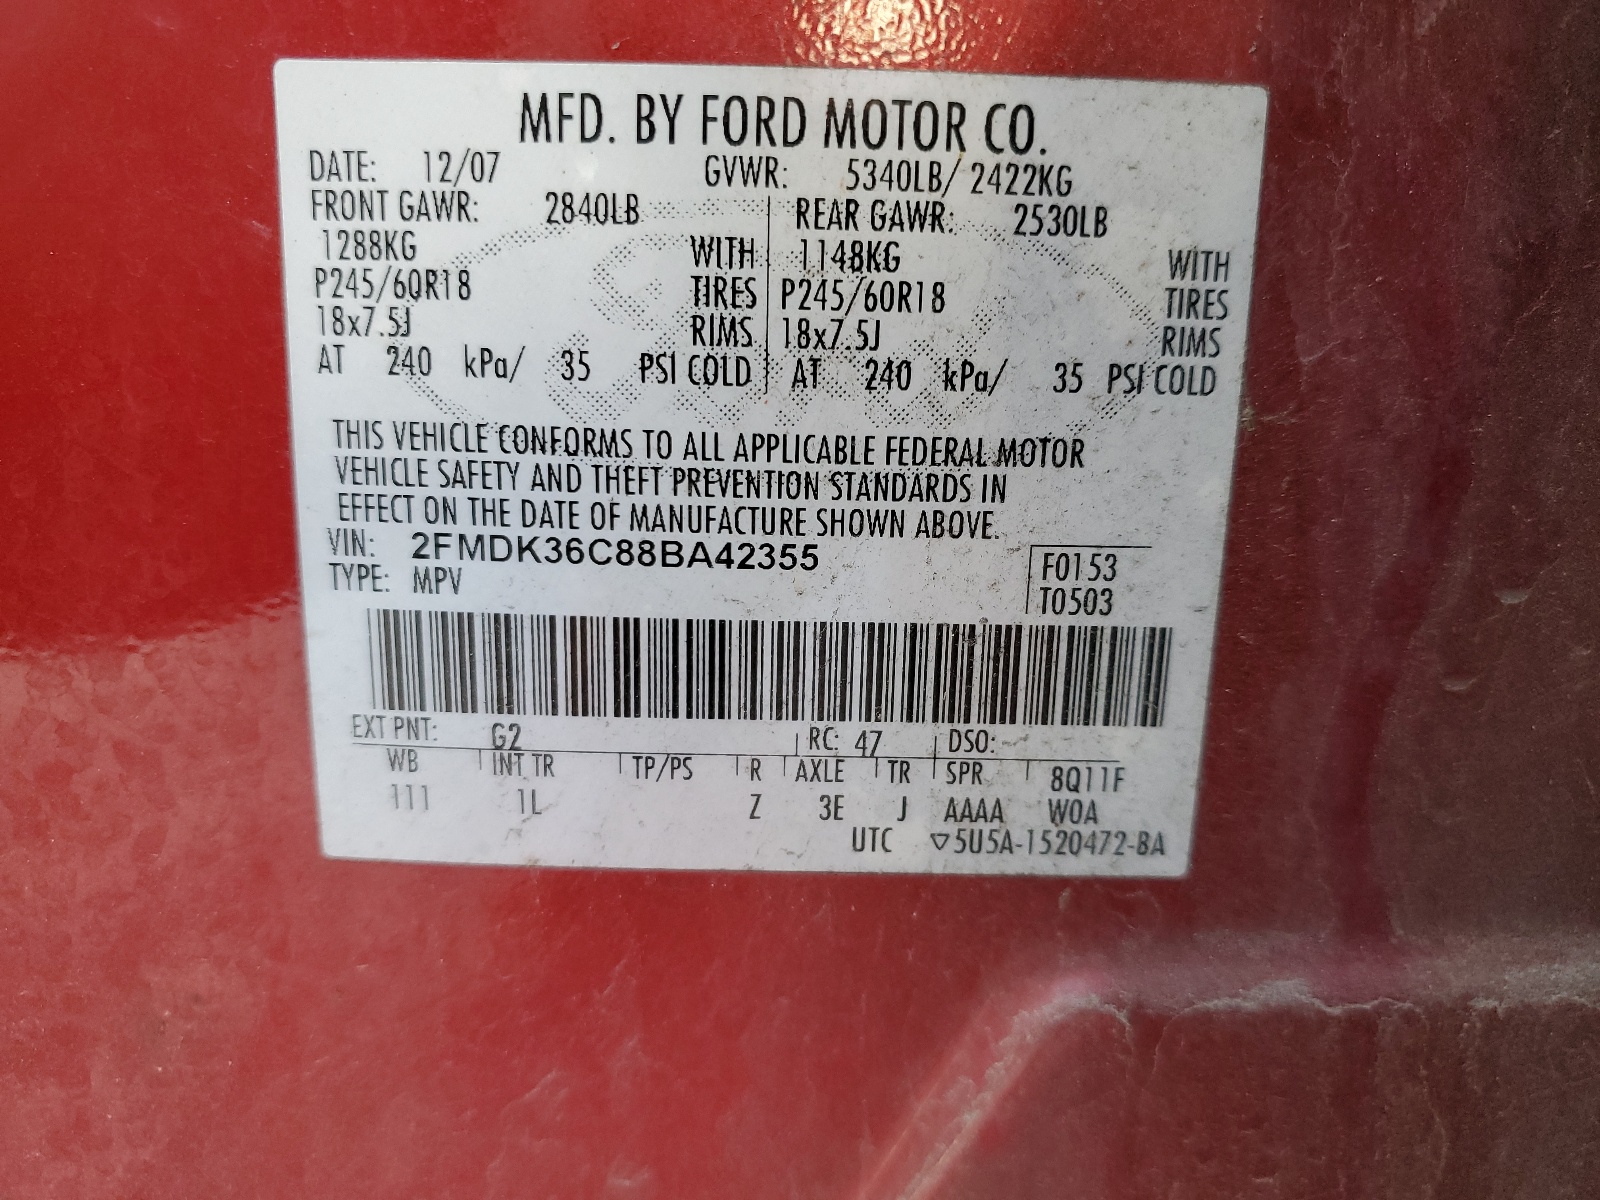 MFD. BY FORD MOTOR CO.
DATE: 12/07 GVWR: 5340LB/ 2422KG
FRONT GAWR: 2840LB REAR GAWR: 2530LB
1288KG WITH 1148KG WITH
P245/60R18 TIRES P245/60R18 TIRES
18x7.5J RIMS 18x7.5J RIMS
AT 240 kPa/ 35 PSI COLD AT 240 kPa/ 35 PSI COLD
THIS VEHICLE CONFORMS TO ALL APPLICABLE FEDERAL MOTOR
VEHICLE SAFETY AND THEFT PREVENTION STANDARDS IN
EFFECT ON THE DATE OF MANUFACTURE SHOWN ABOVE.
VIN: 2FMDK36C88BA42355 F0153
TYPE: MPV T0503
EXT PNT: G2 RC: 47 DSO:
WB INT TR TP/PS R AXLE TR SPR 8Q11F
111 1L Z 3E J AAAA WOA
UTC ▽5U5A-1520472-BA